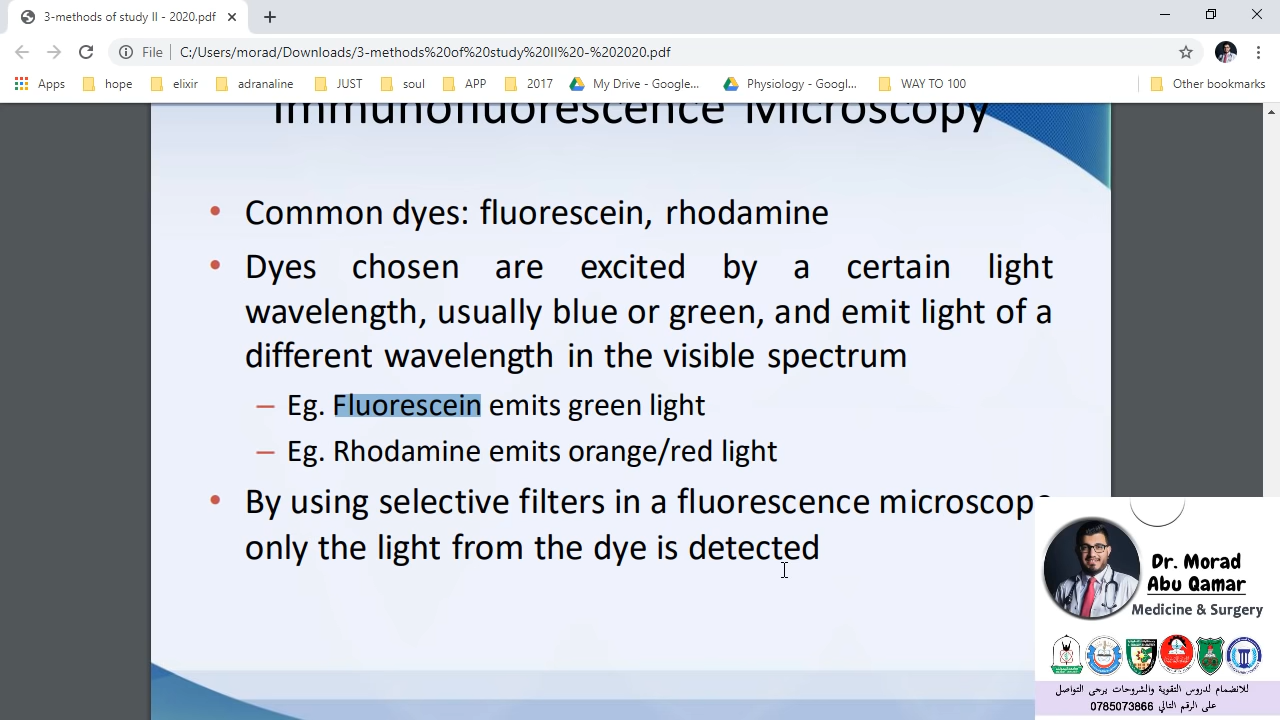 3-methods of study II - 2020.pdf
File
C:/Users/morad/Downloads/3-methods%20of%20study%20II%20-%202020.pdf
Apps hope elixir adranaline JUST soul APP 2017 My Drive - Google... Physiology - Googl... WAY TO 100 Other bookmarks
Immunofluorescence Microscopy
• Common dyes: fluorescein, rhodamine
• Dyes chosen are excited by a certain light
wavelength, usually blue or green, and emit light of a
different wavelength in the visible spectrum
– Eg. Fluorescein emits green light
– Eg. Rhodamine emits orange/red light
• By using selective filters in a fluorescence microscope
only the light from the dye is detected
Dr. Morad
Abu Qamar
Medicine & Surgery
للانضمام لدروس التقوية والشروحات يرجى التواصل
على الرقم التالي 0785073866